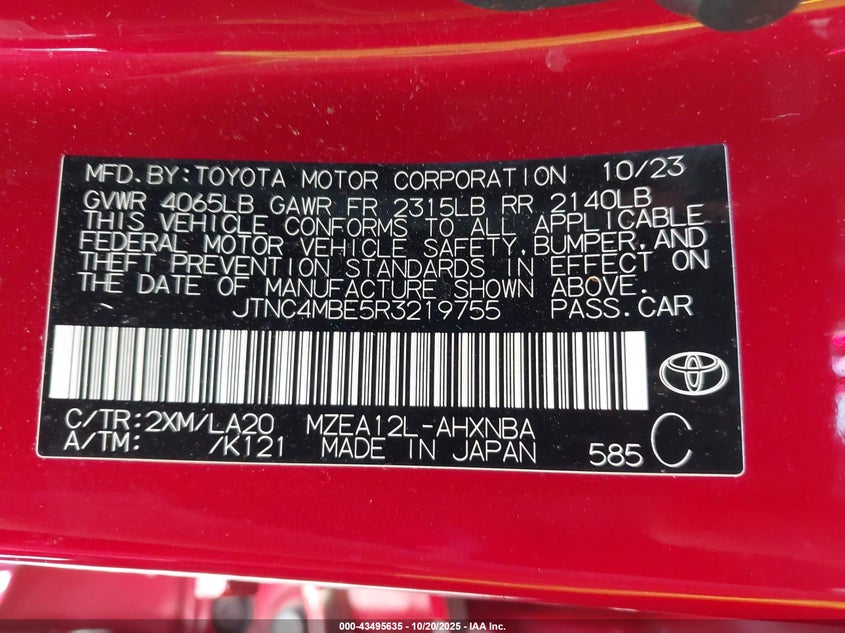 MFD. BY: TOYOTA MOTOR CORPORATION 10/23
GVWR 4065LB GAWR FR 2315LB RR 2140LB
THIS VEHICLE CONFORMS TO ALL APPLICABLE
FEDERAL MOTOR VEHICLE SAFETY, BUMPER, AND
THEFT PREVENTION STANDARDS IN EFFECT ON
THE DATE OF MANUFACTURE SHOWN ABOVE.
JTNC4MBE5R3219755 PASS. CAR
C/TR: 2XM/LA20 MZEA12L-AHXNBA
A/TM: /K121 MADE IN JAPAN 585 C
000-43495635 - 10/20/2025 - IAA Inc.